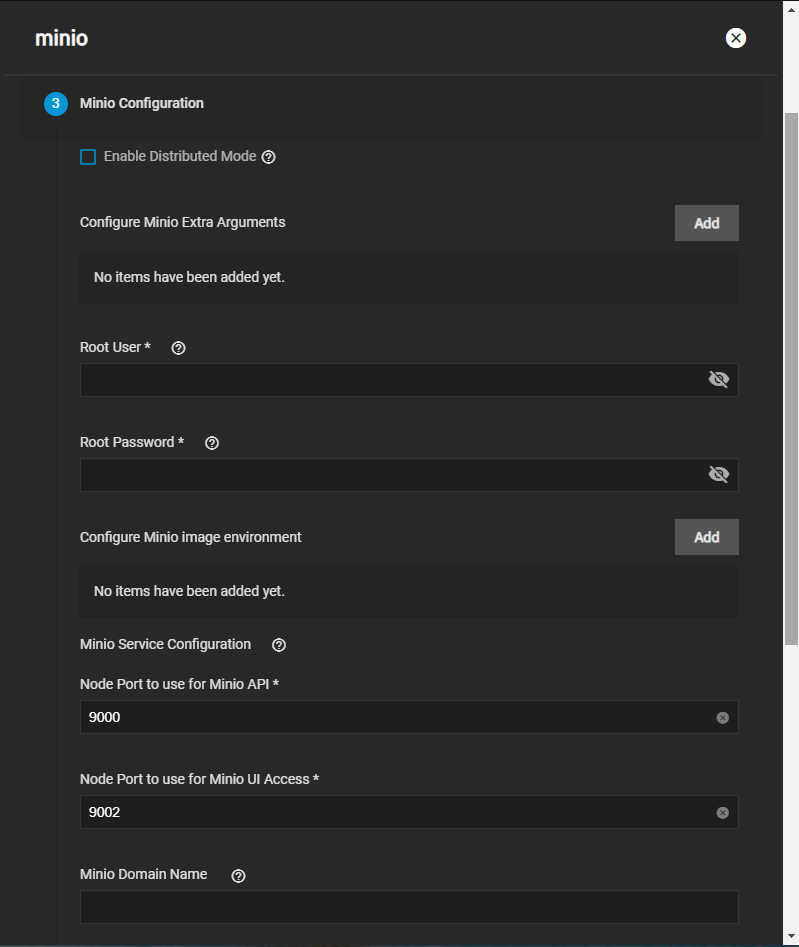 minio
3 Minio Configuration
Enable Distributed Mode
Configure Minio Extra Arguments Add
No items have been added yet.
Root User *
Root Password *
Configure Minio image environment Add
No items have been added yet.
Minio Service Configuration
Node Port to use for Minio API *
9000
Node Port to use for Minio UI Access *
9002
Minio Domain Name